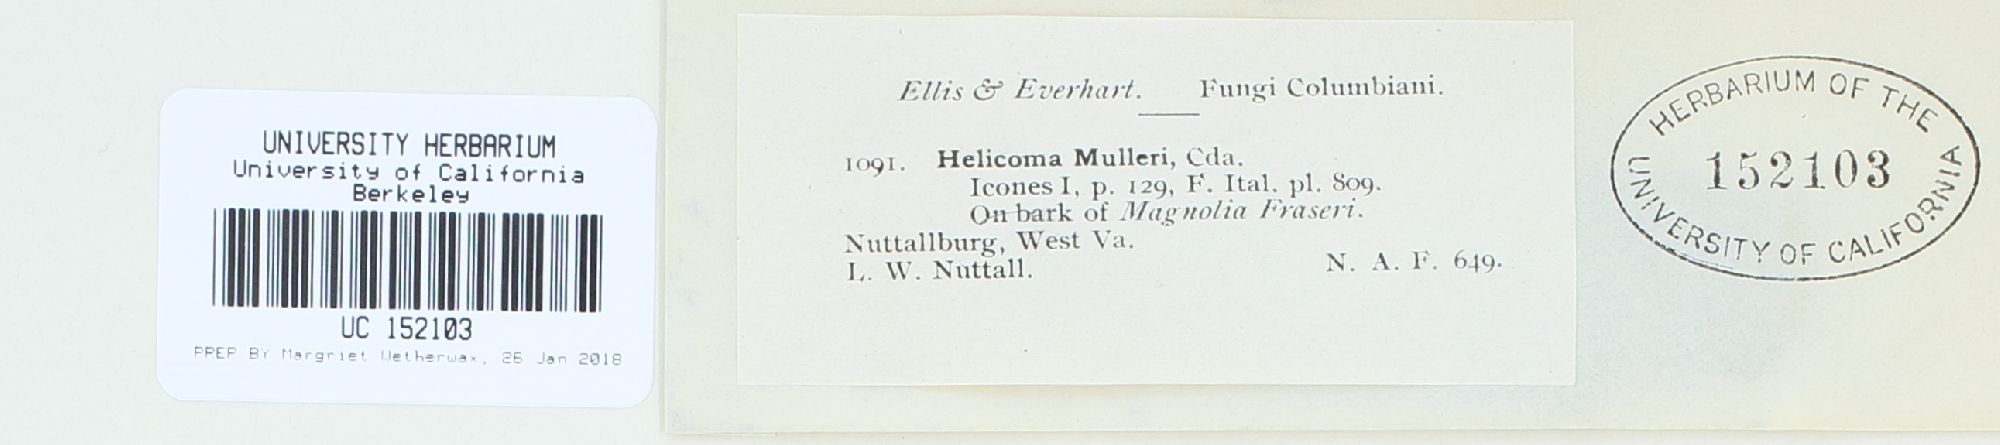 UNIVERSITY HERBARIUM
University of California
Berkeley
UC 152103
PREP BY Margriet Wetherwax, 26 Jan 2018
Ellis & Everhart. Fungi Columbiani.
1091. Helicoma Mulleri, Cda.
Icones I, p. 129, F. Ital. pl. 809.
On bark of Magnolia Fraseri.
Nuttallburg, West Va.
L. W. Nuttall.
N. A. F. 649.
HERBARIUM OF THE
152103
UNIVERSITY OF CALIFORNIA